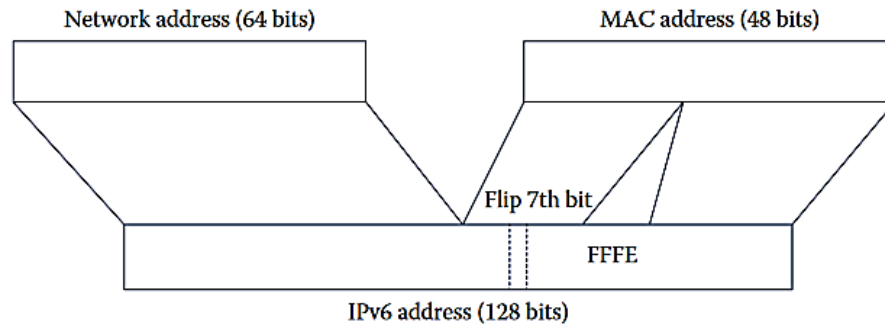 Network address (64 bits)
MAC address (48 bits)
Flip 7th bit
FFFE
IPv6 address (128 bits)